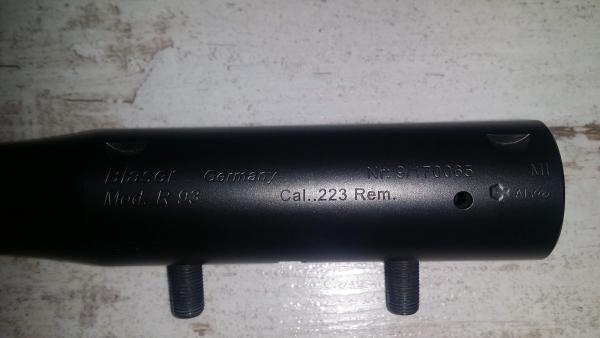 Blaser Germany Nr. 9/170065 MI
Mod. R 93 Cal..223 Rem.